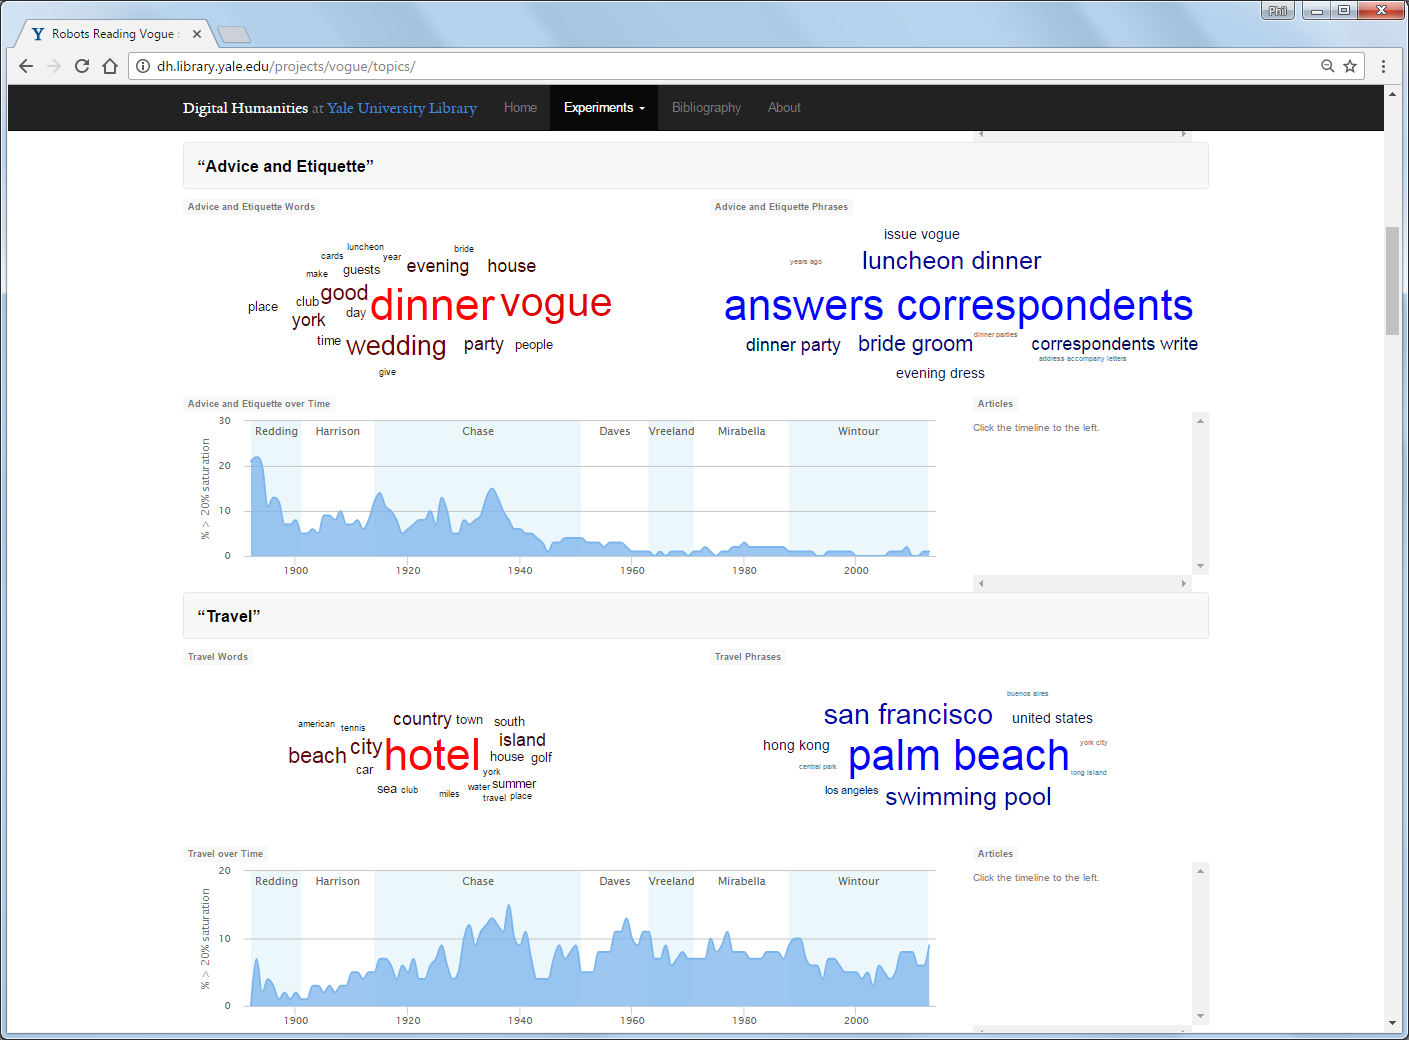 Phil
Robots Reading Vogue :
dh.library.yale.edu/projects/vogue/topics/
Digital Humanities at Yale University Library Home Experiments Bibliography About
“Advice and Etiquette”
Advice and Etiquette Words
luncheon
bride
cards
year
make
guests
evening
house
place
club
good
dinner
vogue
york
day
time
wedding
party
people
give
Advice and Etiquette Phrases
issue vogue
years ago
luncheon dinner
answers correspondents
dinner parties
dinner party
bride groom
correspondents write
address accompany letters
evening dress
Advice and Etiquette over Time
30
20
10
0
% > 20% saturation
Redding Harrison Chase Daves Vreeland Mirabella Wintour
1900 1920 1940 1960 1980 2000
Articles
Click the timeline to the left.
“Travel”
Travel Words
american
tennis
country
town
south
beach
city
hotel
island
house
golf
car
york
sea
club
miles
water
summer
travel
place
Travel Phrases
buenos aires
san francisco
united states
hong kong
palm beach
york city
central park
long island
los angeles
swimming pool
Travel over Time
20
10
0
% > 20% saturation
Redding Harrison Chase Daves Vreeland Mirabella Wintour
1900 1920 1940 1960 1980 2000
Articles
Click the timeline to the left.